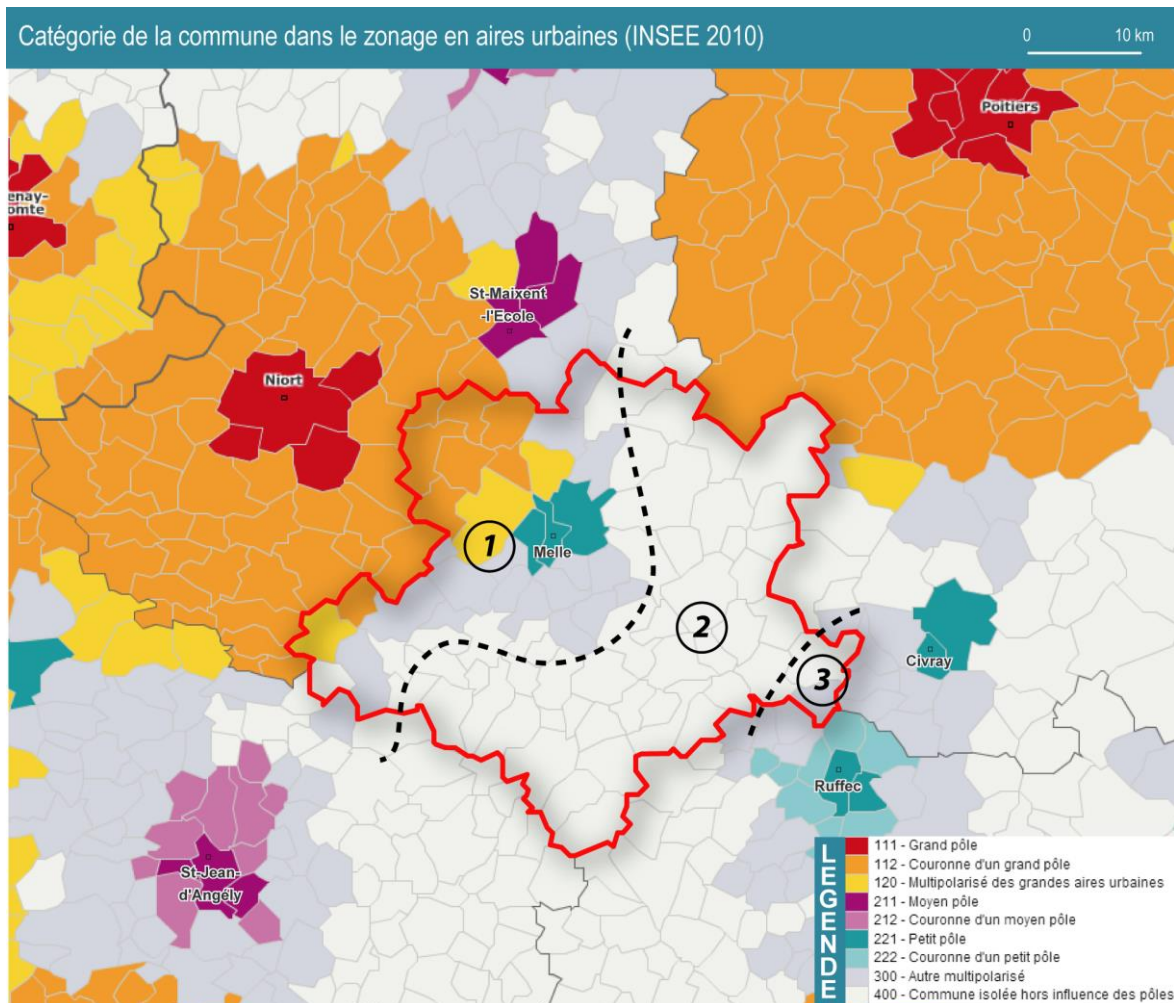 Catégorie de la commune dans le zonage en aires urbaines (INSEE 2010)
0 10 km
Poitiers
enay-
omte
St-Maixent
-l'Ecole
Niort
1
Melle
2
3
Civray
Ruffec
St-Jean-
d'Angély
LEGENDE
111 - Grand pôle
112 - Couronne d'un grand pôle
120 - Multipolarisé des grandes aires urbaines
211 - Moyen pôle
212 - Couronne d'un moyen pôle
221 - Petit pôle
222 - Couronne d'un petit pôle
300 - Autre multipolarisé
400 - Commune isolée hors influence des pôles